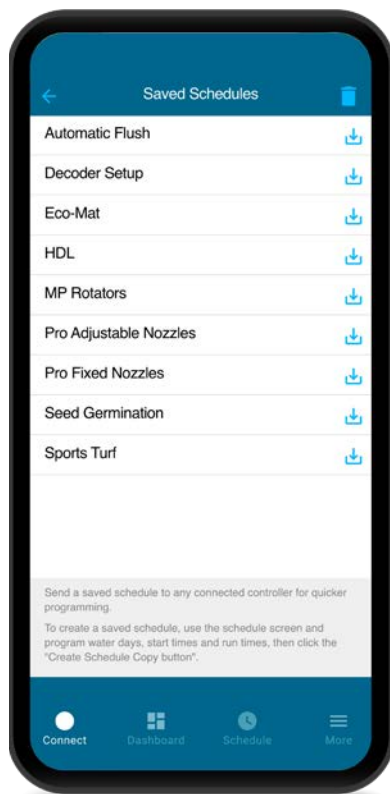 Saved Schedules
Automatic Flush
Decoder Setup
Eco-Mat
HDL
MP Rotators
Pro Adjustable Nozzles
Pro Fixed Nozzles
Seed Germination
Sports Turf
Send a saved schedule to any connected controller for quicker
programming.
To create a saved schedule, use the schedule screen and
program water days, start times and run times, then click the
"Create Schedule Copy button".
Connect Dashboard Schedule More